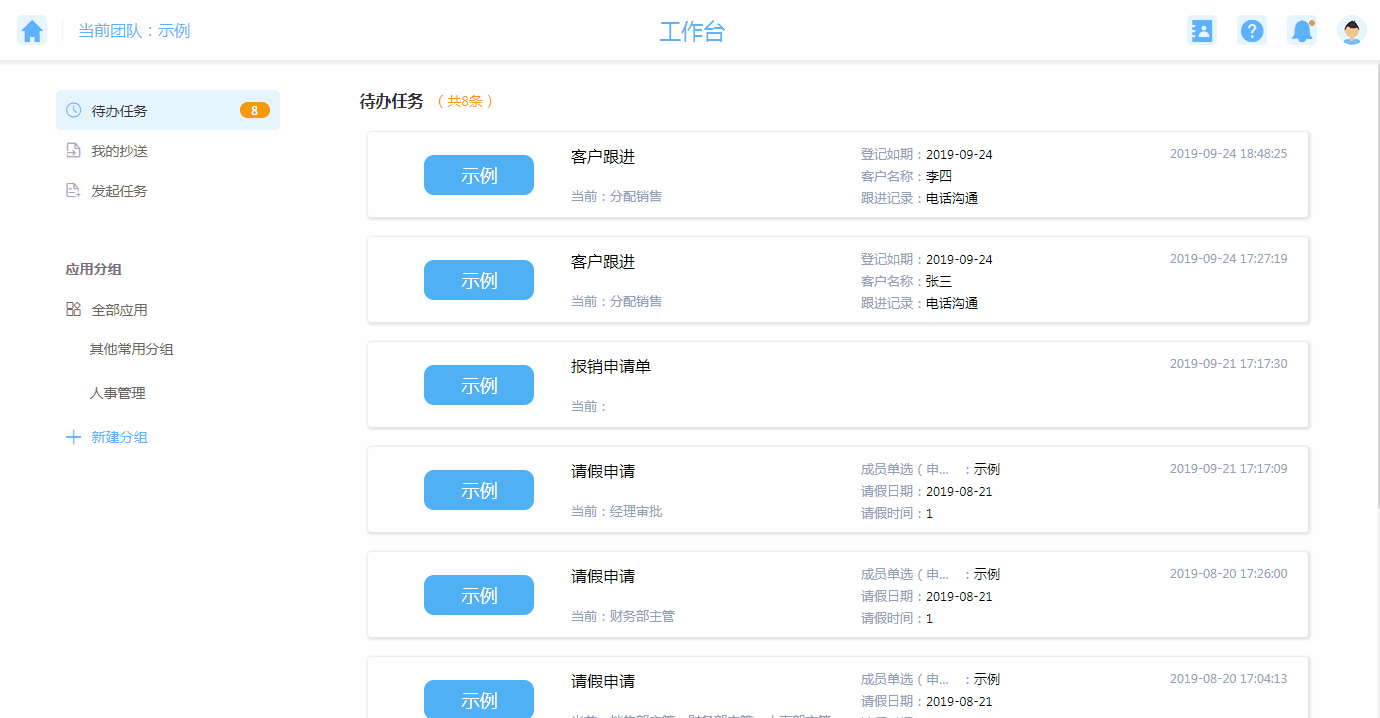 当前团队：示例
工作台
待办任务 8
我的抄送
发起任务
应用分组
全部应用
其他常用分组
人事管理
新建分组
待办任务 （ 共8条 ）
示例
客户跟进
当前：分配销售
登记如期：2019-09-24
客户名称：李四
跟进记录：电话沟通
2019-09-24 18:48:25
示例
客户跟进
当前：分配销售
登记如期：2019-09-24
客户名称：张三
跟进记录：电话沟通
2019-09-24 17:27:19
示例
报销申请单
当前：
2019-09-21 17:17:30
示例
请假申请
当前：经理审批
成员单选（申... ：示例
请假日期：2019-08-21
请假时间：1
2019-09-21 17:17:09
示例
请假申请
当前：财务部主管
成员单选（申... ：示例
请假日期：2019-08-21
请假时间：1
2019-08-20 17:26:00
示例
请假申请
成员单选（申... ：示例
请假日期：2019-08-21
2019-08-20 17:04:13